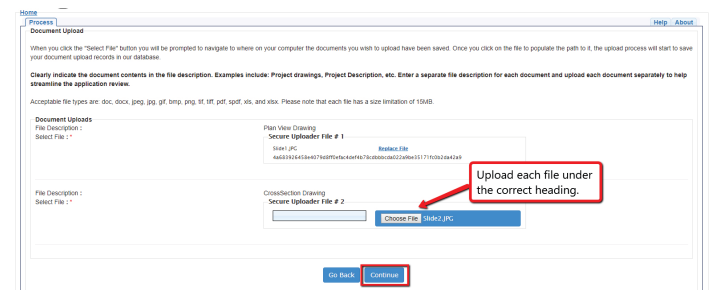 Home
Process
Help About
Document Upload
When you click the "Select File" button you will be prompted to navigate to where on your computer the documents you wish to upload have been saved. Once you click on the file to populate the path to it, the upload process will start to save
your document upload records in our database.
Clearly indicate the document contents in the file description. Examples include: Project drawings, Project Description, etc. Enter a separate file description for each document and upload each document separately to help
streamline the application review.
Acceptable file types are: doc, docx, jpeg, jpg, gif, bmp, png, tif, tiff, pdf, spdf, xls, and xlsx. Please note that each file has a size limitation of 15MB.
Document Uploads
File Description : Plan View Drawing
Select File : * Secure Uploader File # 1
Slide1.JPG Replace File
File Description : CrossSection Drawing
Select File : * Secure Uploader File # 2
Choose File Slide2.JPG
Upload each file under
the correct heading.
Go Back Continue